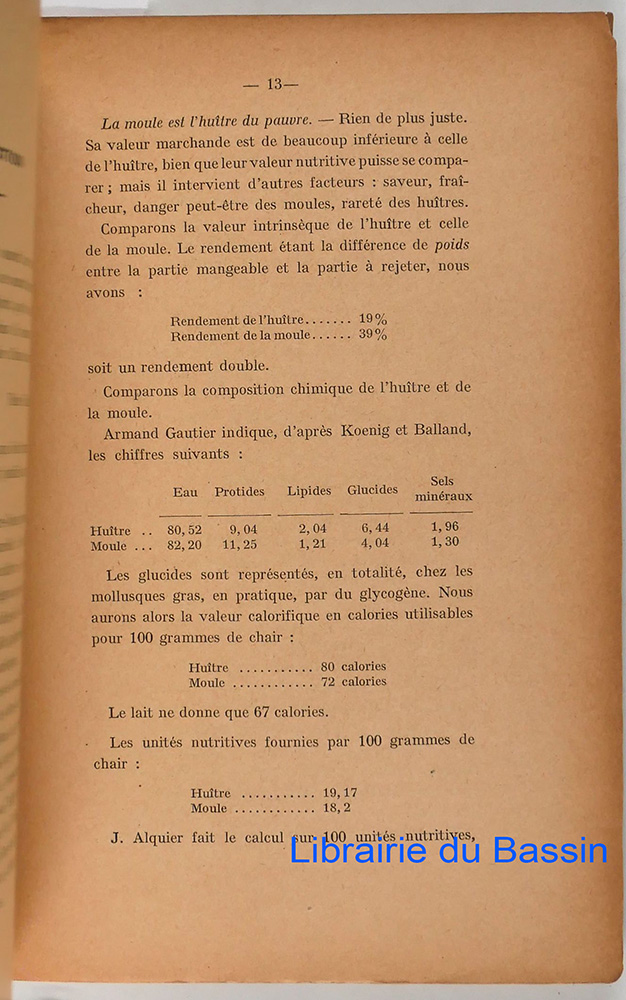 — 13—
La moule est l'huître du pauvre. — Rien de plus juste.
Sa valeur marchande est de beaucoup inférieure à celle
de l'huître, bien que leur valeur nutritive puisse se compa-
rer ; mais il intervient d'autres facteurs : saveur, fraî-
cheur, danger peut-être des moules, rareté des huîtres.
Comparons la valeur intrinsèque de l'huître et celle
de la moule. Le rendement étant la différence de poids
entre la partie mangeable et la partie à rejeter, nous
avons :
Rendement de l'huître....... 19%
Rendement de la moule...... 39%
soit un rendement double.
Comparons la composition chimique de l'huître et de
la moule.
Armand Gautier indique, d'après Koenig et Balland,
les chiffres suivants :
Eau Protides Lipides Glucides Sels minéraux
Huître .. 80,52 9,04 2,04 6,44 1,96
Moule ... 82,20 11,25 1,21 4,04 1,30
Les glucides sont représentés, en totalité, chez les
mollusques gras, en pratique, par du glycogène. Nous
aurons alors la valeur calorifique en calories utilisables
pour 100 grammes de chair :
Huître ........... 80 calories
Moule ............ 72 calories
Le lait ne donne que 67 calories.
Les unités nutritives fournies par 100 grammes de
chair :
Huître ........... 19,17
Moule ............ 18,2
J. Alquier fait le calcul sur 100 unités nutritives,
Librairie du Bassin